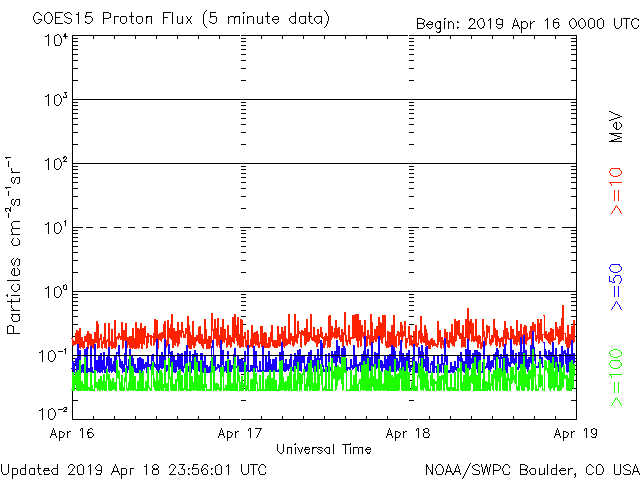 GOES15 Proton Flux (5 minute data)
Begin: 2019 Apr 16 0000 UTC
10⁴
10³
10²
10¹
10⁰
10⁻¹
10⁻²
Particles cm⁻²s⁻¹sr⁻¹
MeV
>=10
>=50
>=100
Apr 16
Apr 17
Apr 18
Apr 19
Universal Time
Updated 2019 Apr 18 23:56:01 UTC
NOAA/SWPC Boulder, CO USA